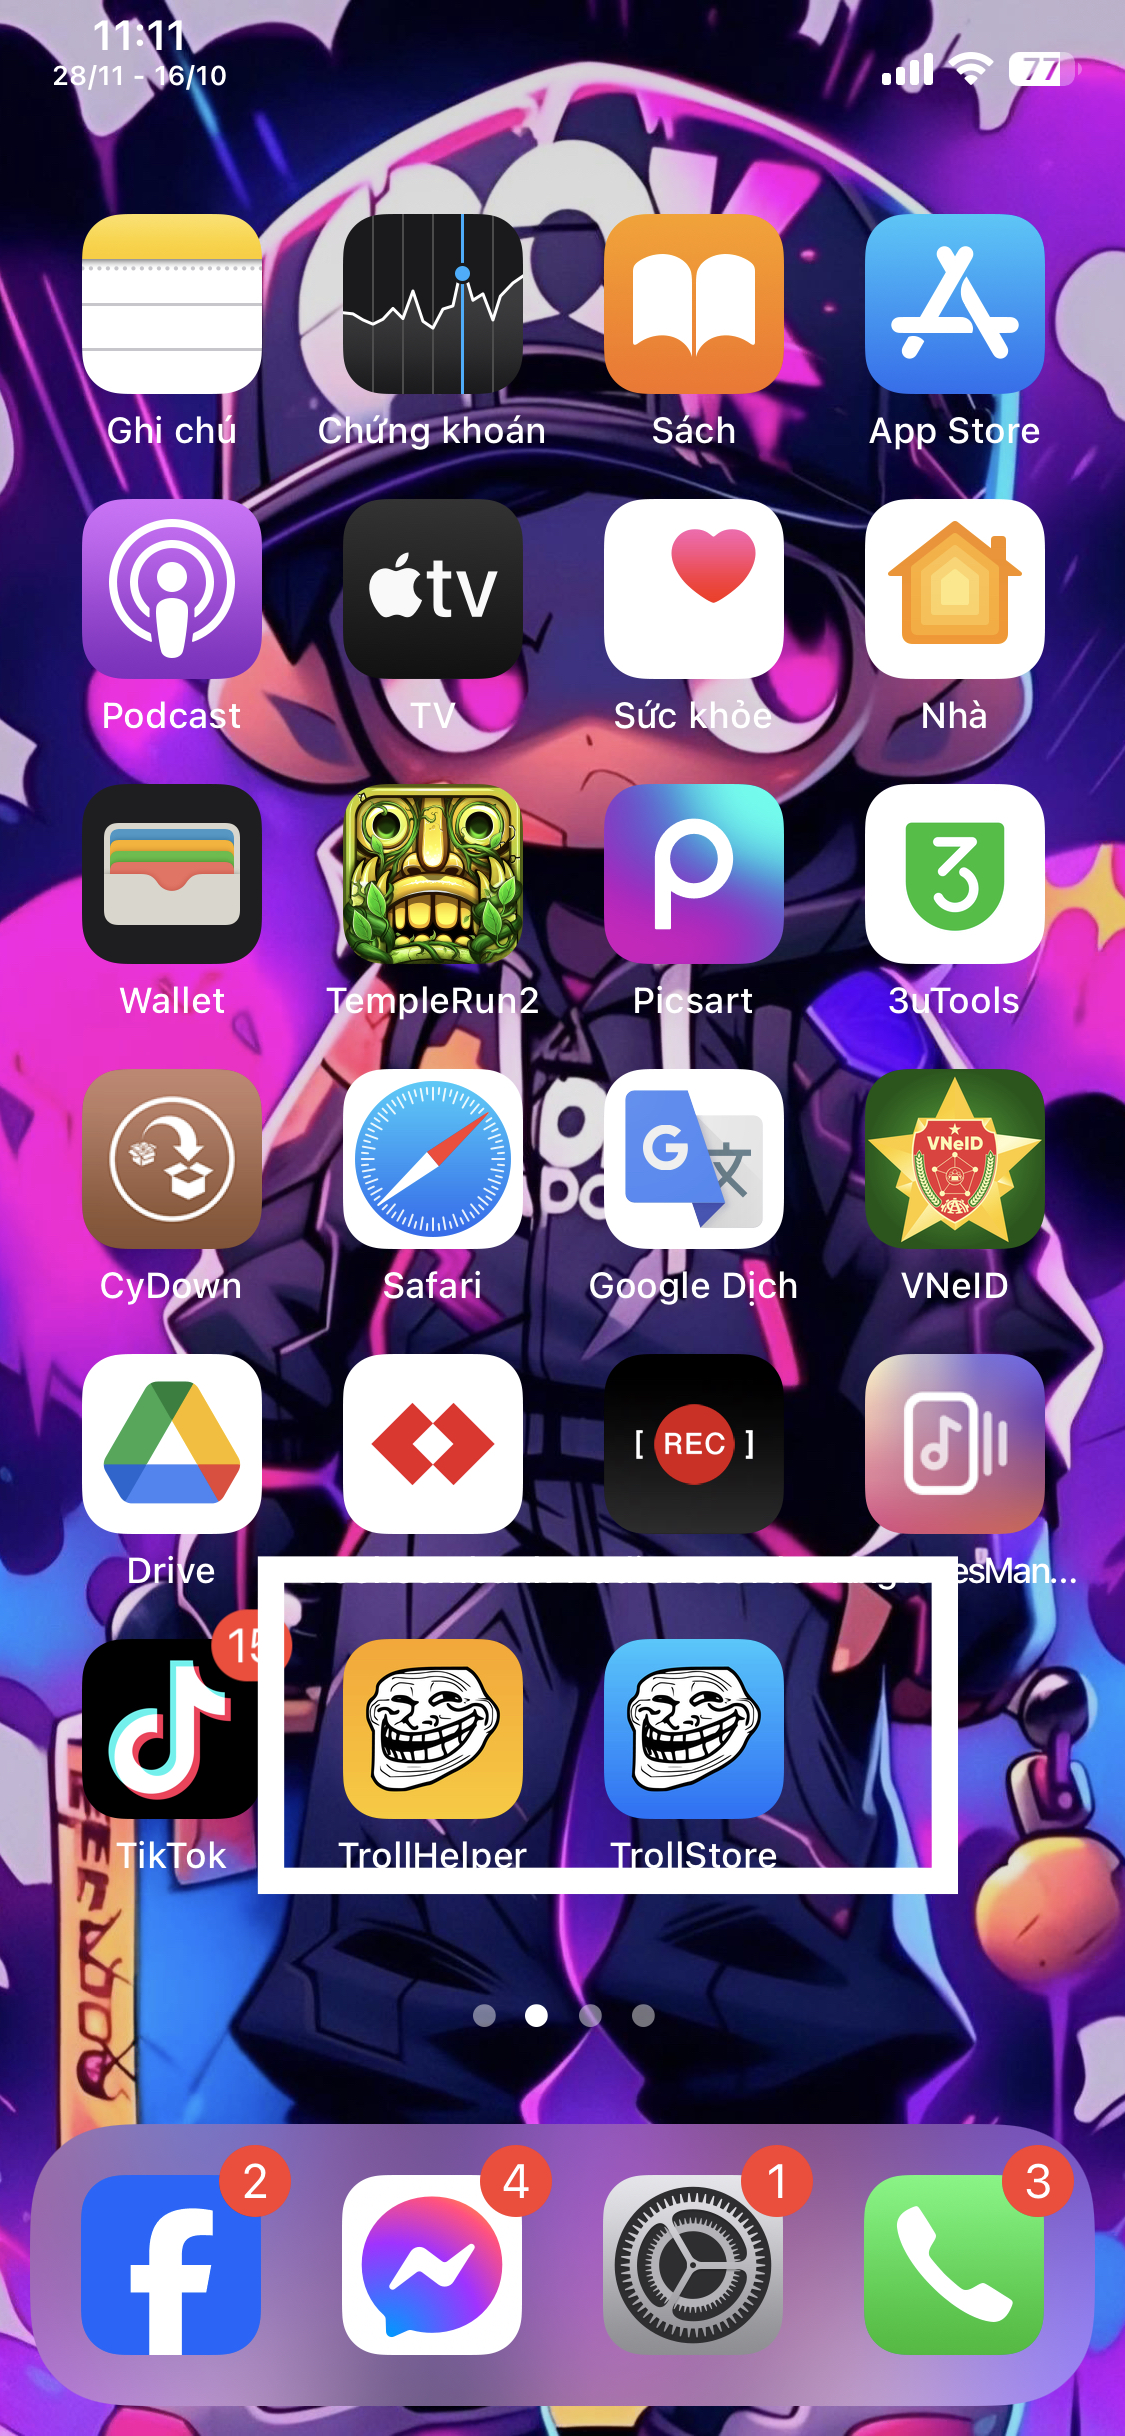 11:11
28/11 - 16/10
77
Ghi chú
Chứng khoán
Sách
App Store
tv
Podcast
TV
Sức khỏe
Nhà
Wallet
TempleRun2
Picsart
3uTools
VNeID
CyDown
Safari
Google Dịch
VNeID
[ REC ]
Drive
esMan...
15
TikTok
TrollHelper
TrollStore
2
4
1
3